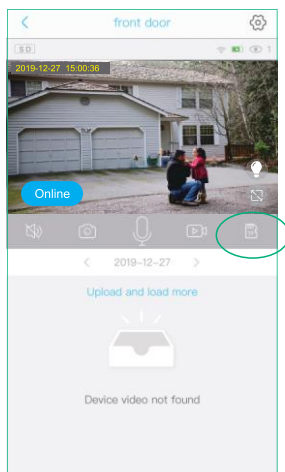 front door
SD
1
2019-12-27 15:00:36
Online
2019-12-27
Upload and load more
Device video not found